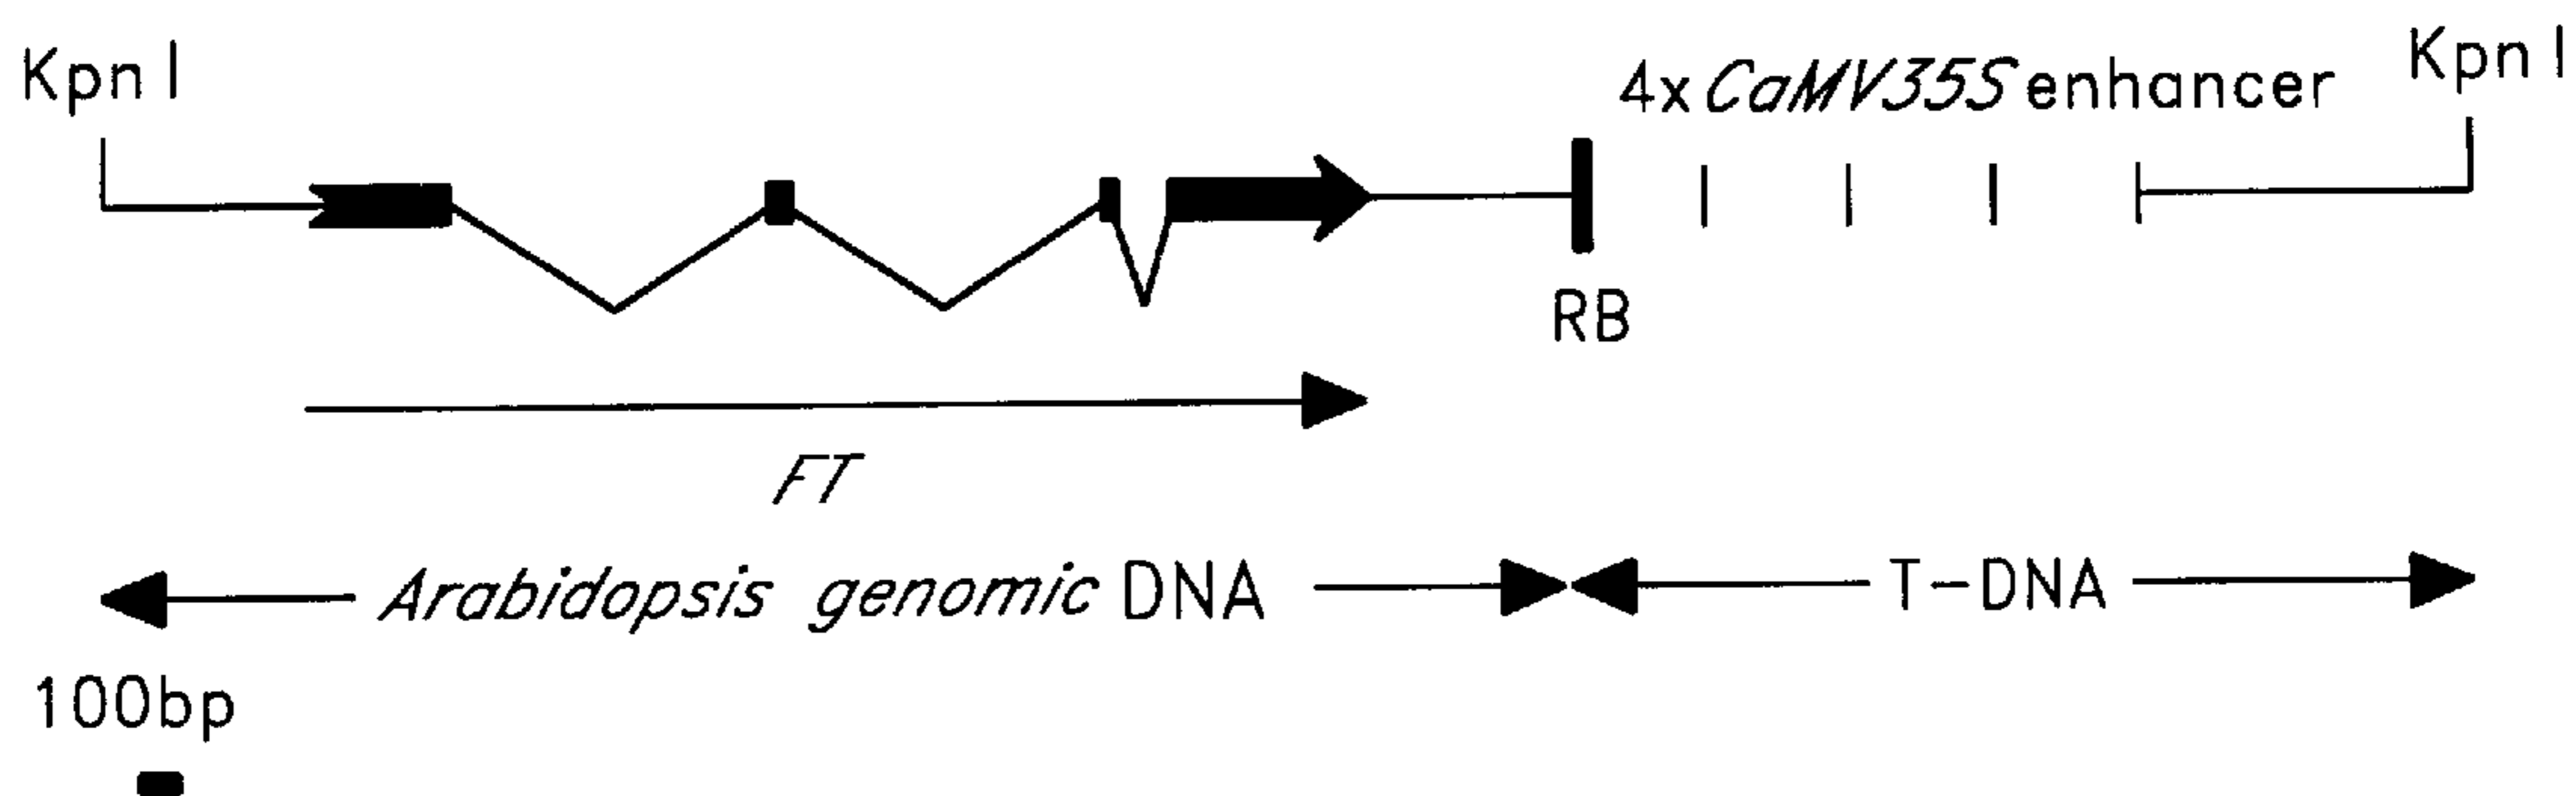 Kpn I
4x CaMV35S enhancer
Kpn I
RB
FT
Arabidopsis genomic DNA
T-DNA
100bp